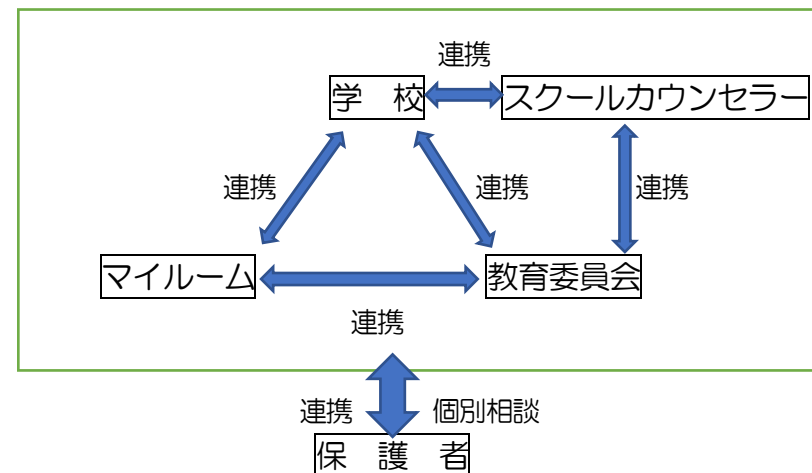 連携
学　校
スクールカウンセラー
連携
連携
連携
マイルーム
教育委員会
連携
連携
個別相談
保　護　者